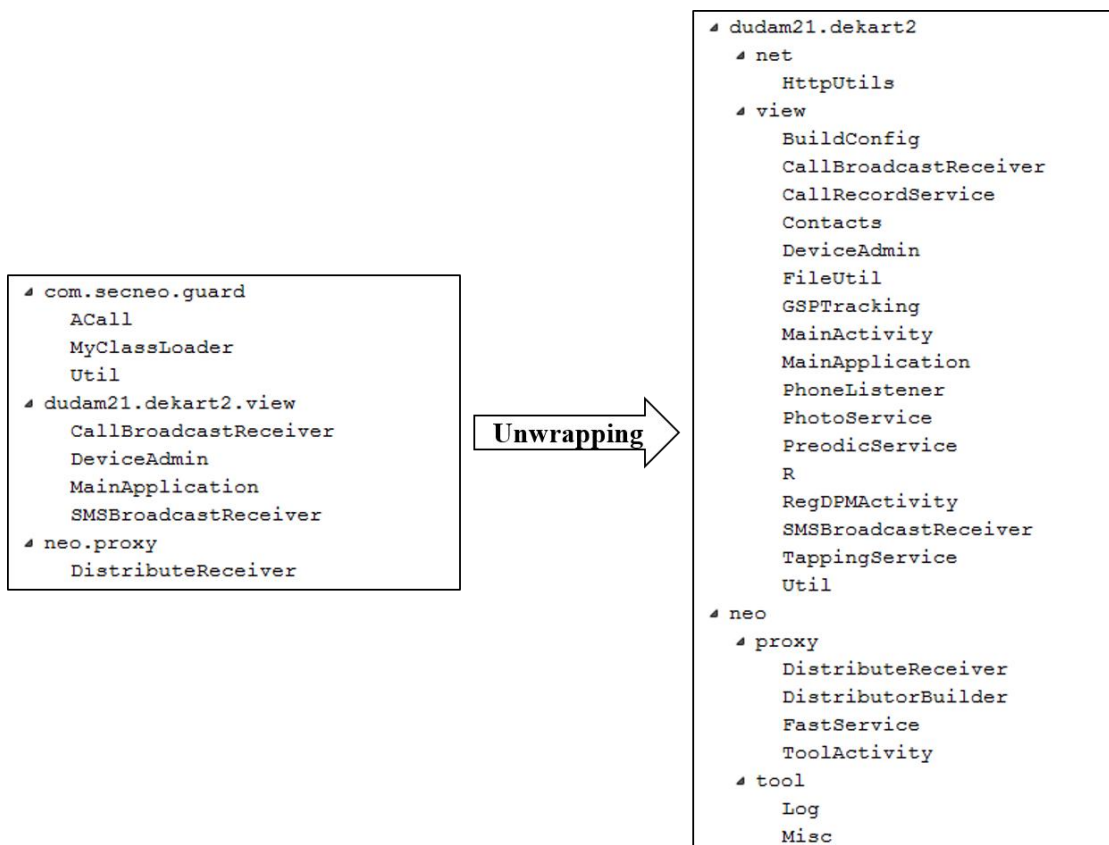 com.secneo.guard
ACall
MyClassLoader
Util
dudam21.dekart2.view
CallBroadcastReceiver
DeviceAdmin
MainApplication
SMSBroadcastReceiver
neo.proxy
DistributeReceiver
Unwrapping
dudam21.dekart2
net
HttpUtils
view
BuildConfig
CallBroadcastReceiver
CallRecordService
Contacts
DeviceAdmin
FileUtil
GSPTracking
MainActivity
MainApplication
PhoneListener
PhotoService
PreodicService
R
RegDPMActivity
SMSBroadcastReceiver
TappingService
Util
neo
proxy
DistributeReceiver
DistributorBuilder
FastService
ToolActivity
tool
Log
Misc